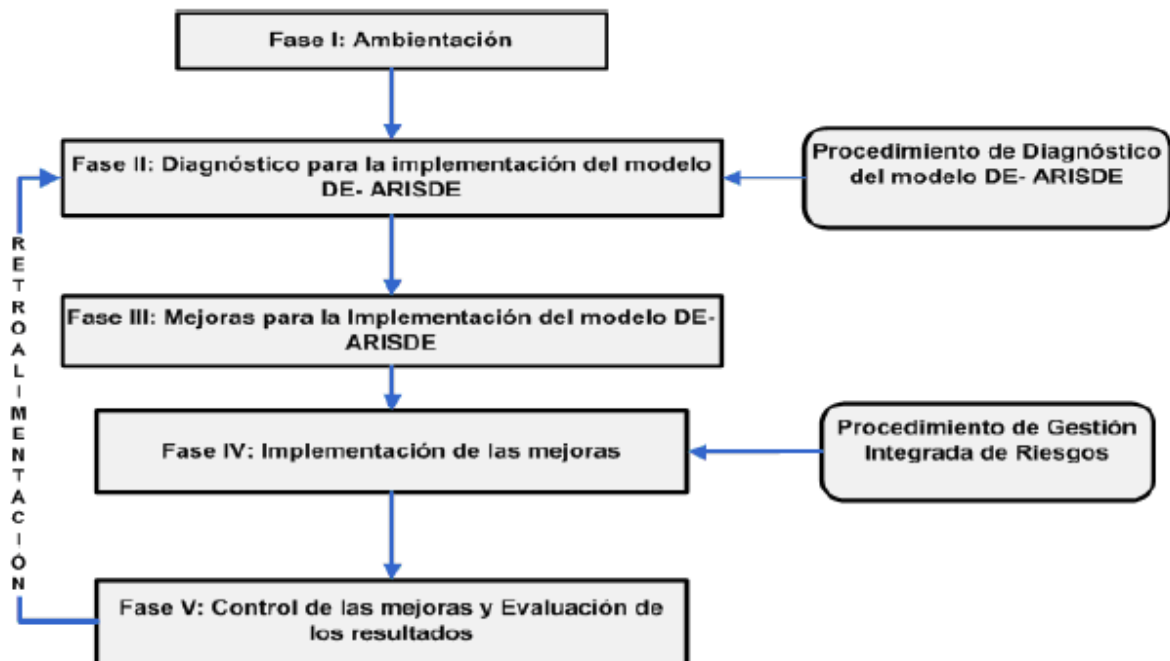 Fase I: Ambientación
Fase II: Diagnóstico para la implementación del modelo
DE- ARISDE
Procedimiento de Diagnóstico
del modelo DE- ARISDE
RETROALIMENTACIÓN
Fase III: Mejoras para la Implementación del modelo DE-
ARISDE
Fase IV: Implementación de las mejoras
Procedimiento de Gestión
Integrada de Riesgos
Fase V: Control de las mejoras y Evaluación de
los resultados